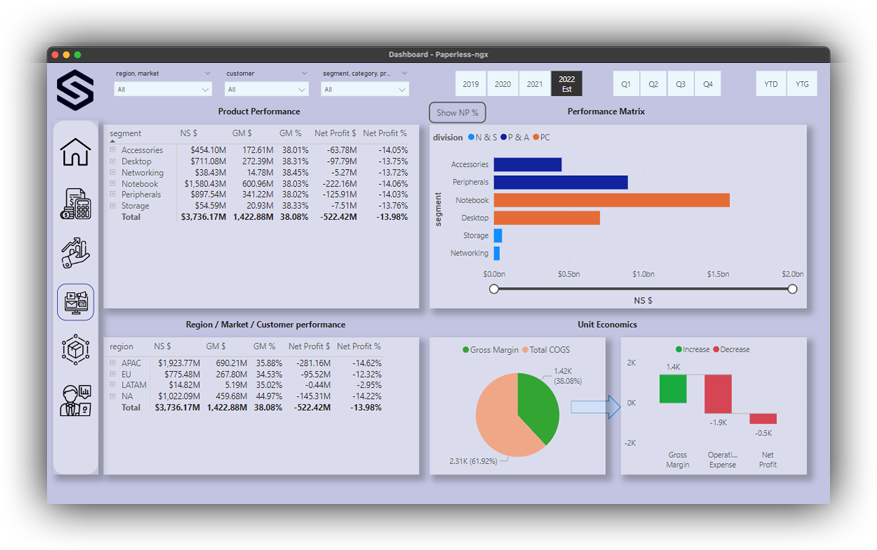 Dashboard - Paperless-ngx
region, market customer segment, category, pr...
All All All
2019 2020 2021 2022 Est Q1 Q2 Q3 Q4 YTD YTG
Product Performance
segment NS $ GM $ GM % Net Profit $ Net Profit %
Accessories $454.10M 172.61M 38.01% -63.78M -14.05%
Desktop $711.08M 272.39M 38.31% -97.79M -13.75%
Networking $38.43M 14.78M 38.45% -5.27M -13.72%
Notebook $1,580.43M 600.96M 38.03% -222.16M -14.06%
Peripherals $897.54M 341.22M 38.02% -125.91M -14.03%
Storage $54.59M 20.93M 38.33% -7.51M -13.76%
Total $3,736.17M 1,422.88M 38.08% -522.42M -13.98%
Show NP %
Performance Matrix
division N & S P & A PC
segment
Accessories
Peripherals
Notebook
Desktop
Storage
Networking
$0.0bn $0.5bn $1.0bn $1.5bn $2.0bn
NS $
Region / Market / Customer performance
region NS $ GM $ GM % Net Profit $ Net Profit %
APAC $1,923.77M 690.21M 35.88% -281.16M -14.62%
EU $775.48M 267.80M 34.53% -95.52M -12.32%
LATAM $14.82M 5.19M 35.02% -0.44M -2.95%
NA $1,022.09M 459.68M 44.97% -145.31M -14.22%
Total $3,736.17M 1,422.88M 38.08% -522.42M -13.98%
Unit Economics
Gross Margin Total COGS
1.42K
(38.08%)
2.31K (61.92%)
Increase Decrease
2K
0K
-2K
1.4K
-1.9K
-0.5K
Gross Margin
Operati... Expense
Net Profit